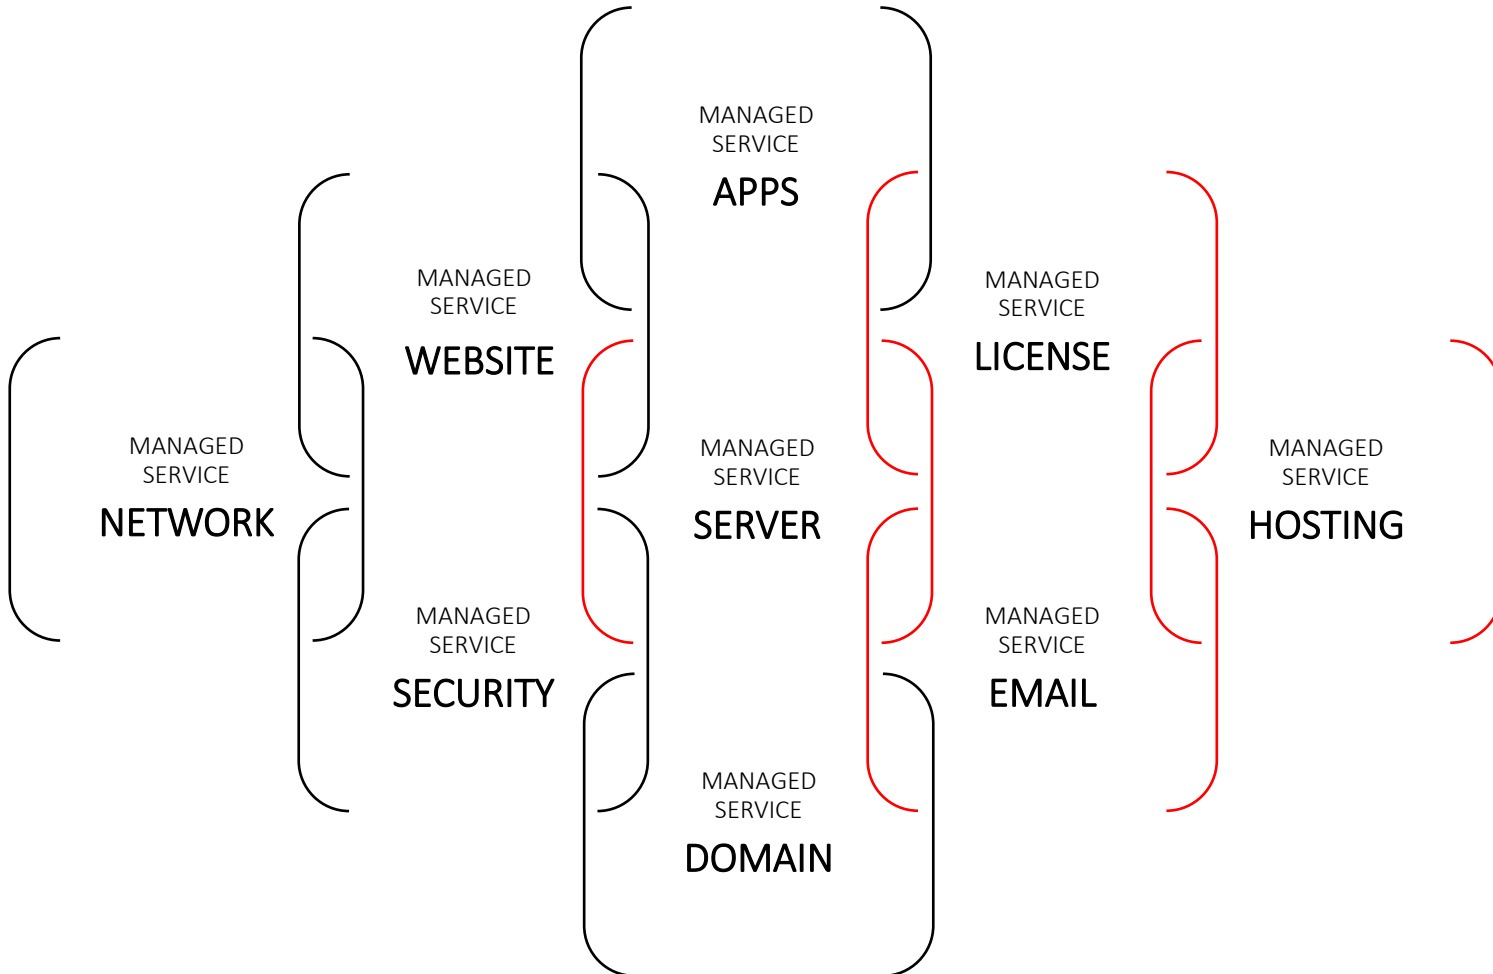 MANAGED
SERVICE
APPS
MANAGED
SERVICE
WEBSITE
MANAGED
SERVICE
LICENSE
MANAGED
SERVICE
NETWORK
MANAGED
SERVICE
SERVER
MANAGED
SERVICE
HOSTING
MANAGED
SERVICE
SECURITY
MANAGED
SERVICE
EMAIL
MANAGED
SERVICE
DOMAIN